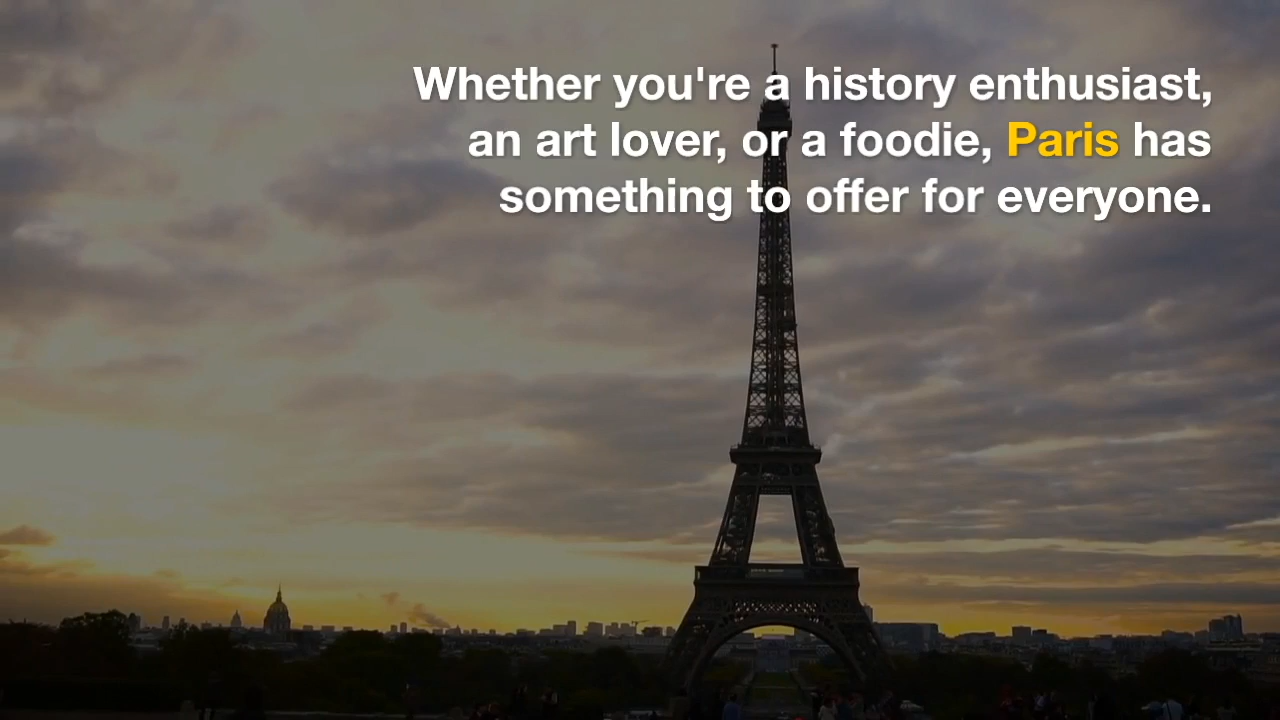 Whether you're a history enthusiast,
an art lover, or a foodie, Paris has
something to offer for everyone.